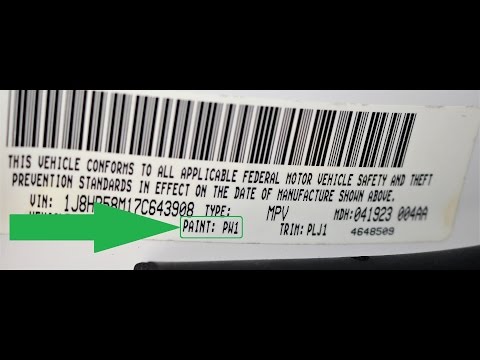 THIS VEHICLE CONFORMS TO ALL APPLICABLE FEDERAL MOTOR VEHICLE SAFETY AND THEFT
PREVENTION STANDARDS IN EFFECT ON THE DATE OF MANUFACTURE SHOWN ABOVE.
VIN: 1J8HR58M17C643908 TYPE: MPV MDH: 041923 004AA
PAINT: PW1 TRIM: PLJ1 4648509